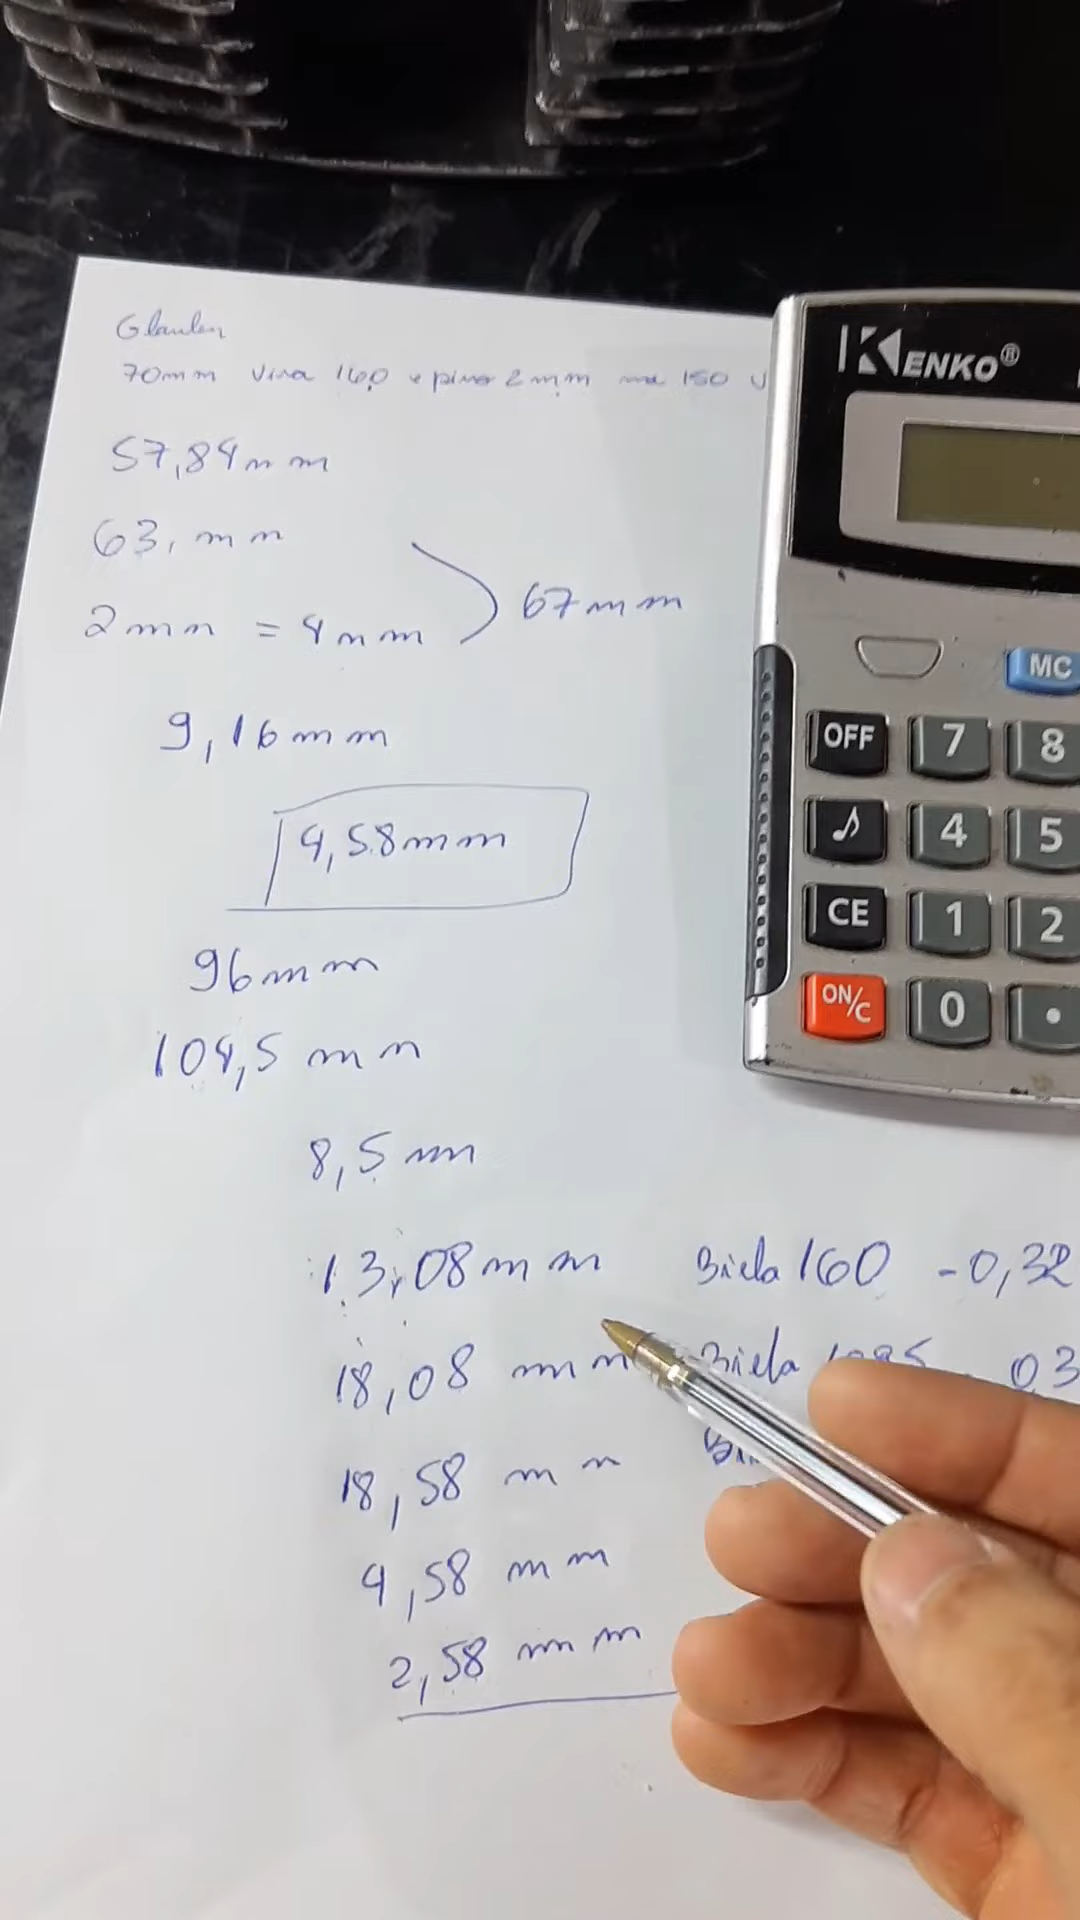 Glauber
70mm vira 160 e pino 2mm na 150
57,84mm
63, mm
2mm = 4mm
67mm
9,16mm
4,58mm
96mm
104,5 mm
8,5 mm
13,08mm Biela 160 -0,32
18,08 mm Biela 03
18,58 mm
4,58 mm
2,58 mm
KENKO®
MC
OFF 7 8
4 5
CE 1 2
ON/C 0 .